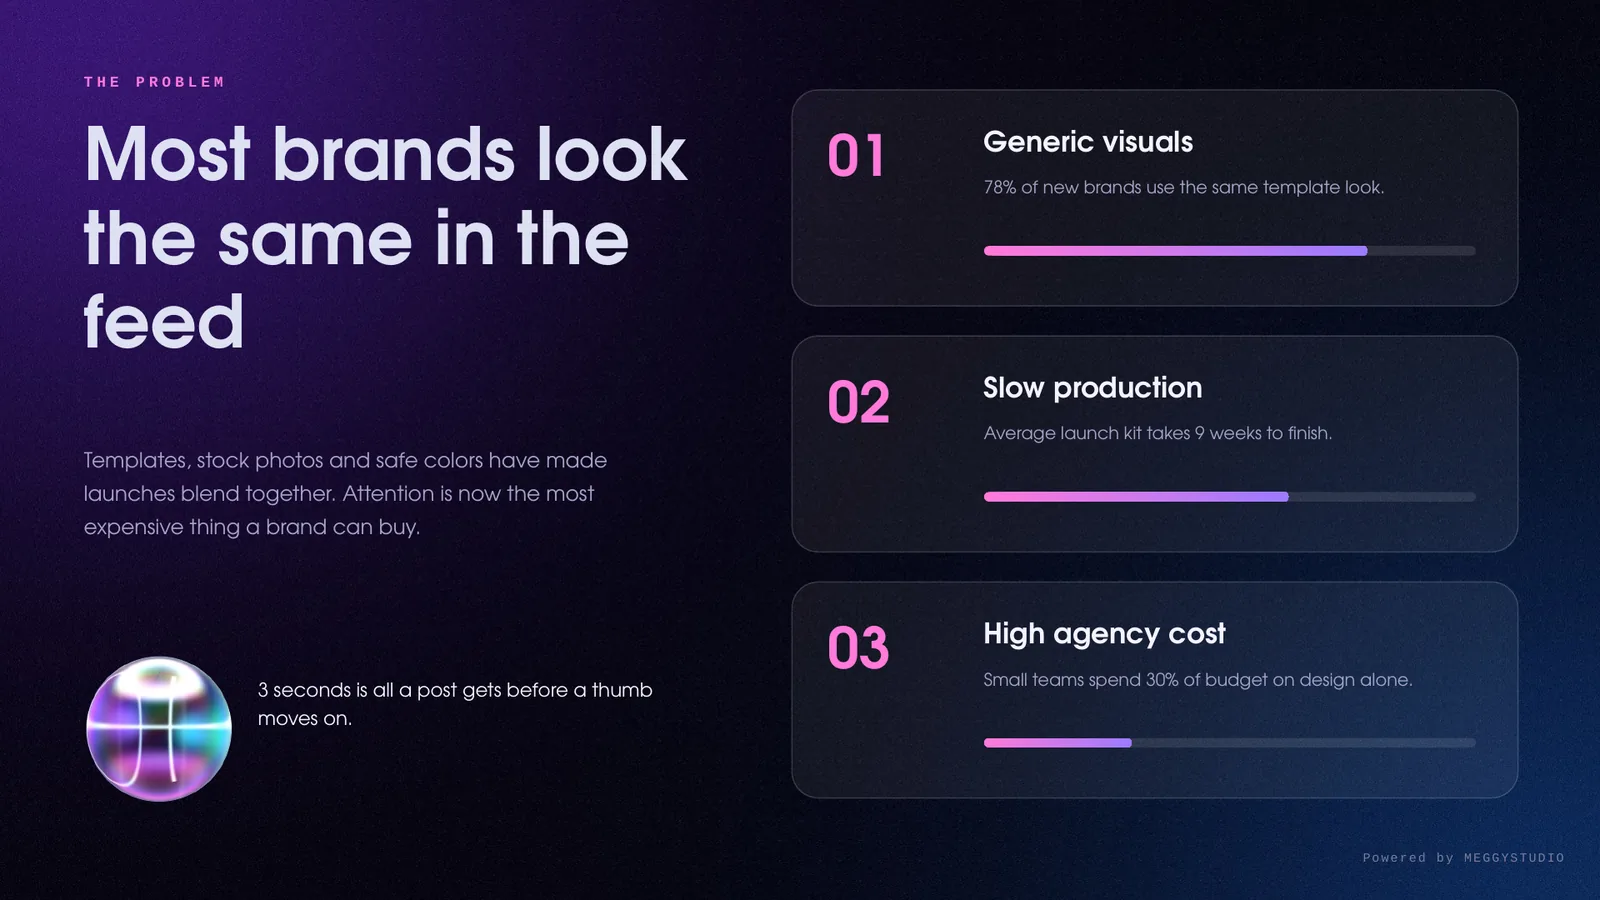 THE PROBLEM
Most brands look
the same in the
feed
Templates, stock photos and safe colors have made
launches blend together. Attention is now the most
expensive thing a brand can buy.
3 seconds is all a post gets before a thumb
moves on.
01
Generic visuals
78% of new brands use the same template look.
02
Slow production
Average launch kit takes 9 weeks to finish.
03
High agency cost
Small teams spend 30% of budget on design alone.
Powered by MEGGYSTUDIO